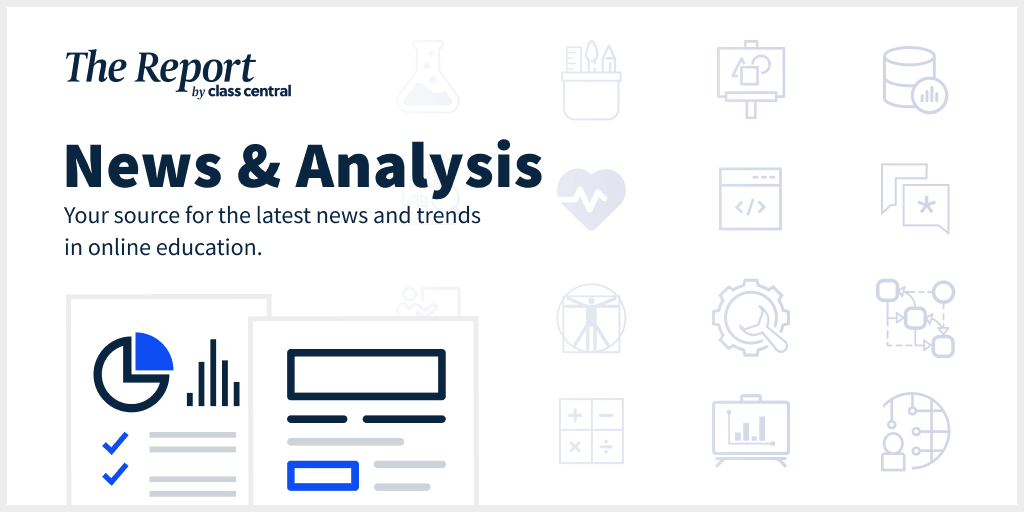 The Report
by class central
News & Analysis
Your source for the latest news and trends
in online education.